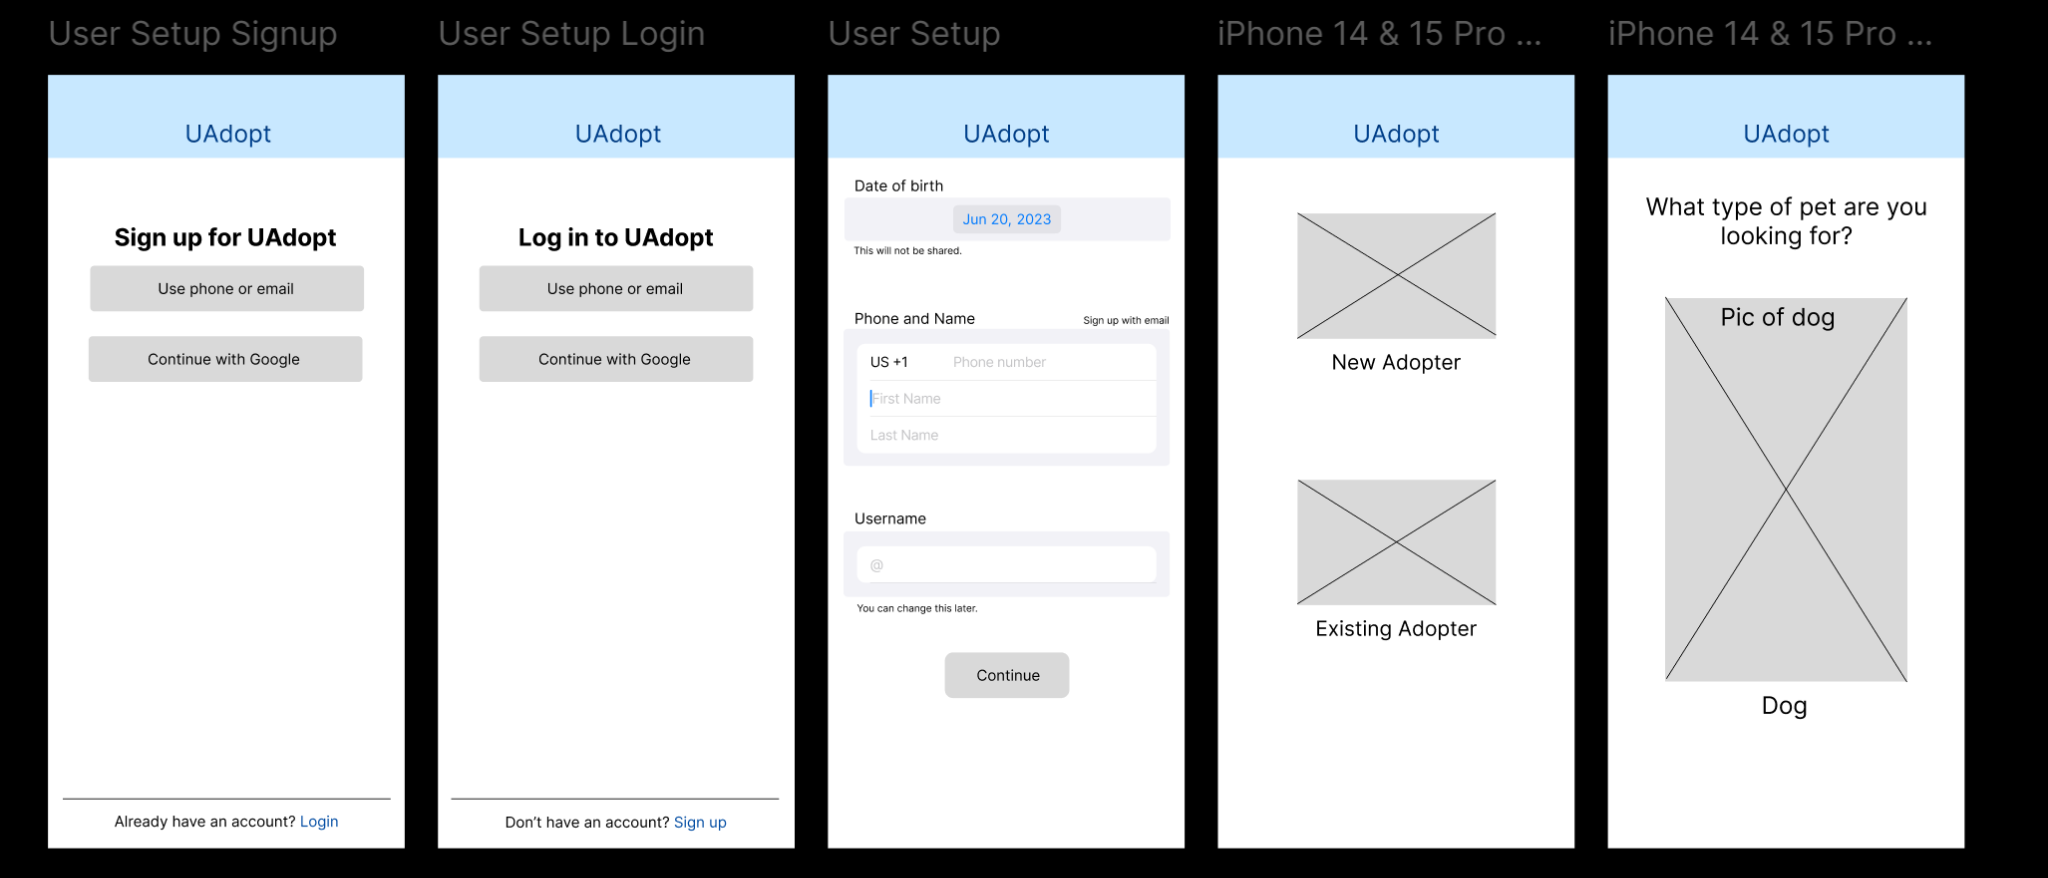 User Setup Signup
User Setup Login
User Setup
iPhone 14 & 15 Pro ...
iPhone 14 & 15 Pro ...
UAdopt
Sign up for UAdopt
Use phone or email
Continue with Google
Already have an account? Login
UAdopt
Log in to UAdopt
Use phone or email
Continue with Google
Don't have an account? Sign up
UAdopt
Date of birth
Jun 20, 2023
This will not be shared.
Phone and Name Sign up with email
US +1 Phone number
First Name
Last Name
Username
@
You can change this later.
Continue
UAdopt
New Adopter
Existing Adopter
UAdopt
What type of pet are you
looking for?
Pic of dog
Dog